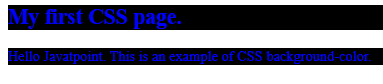 My first CSS page.
Hello Javatpoint. This is an example of CSS background-color